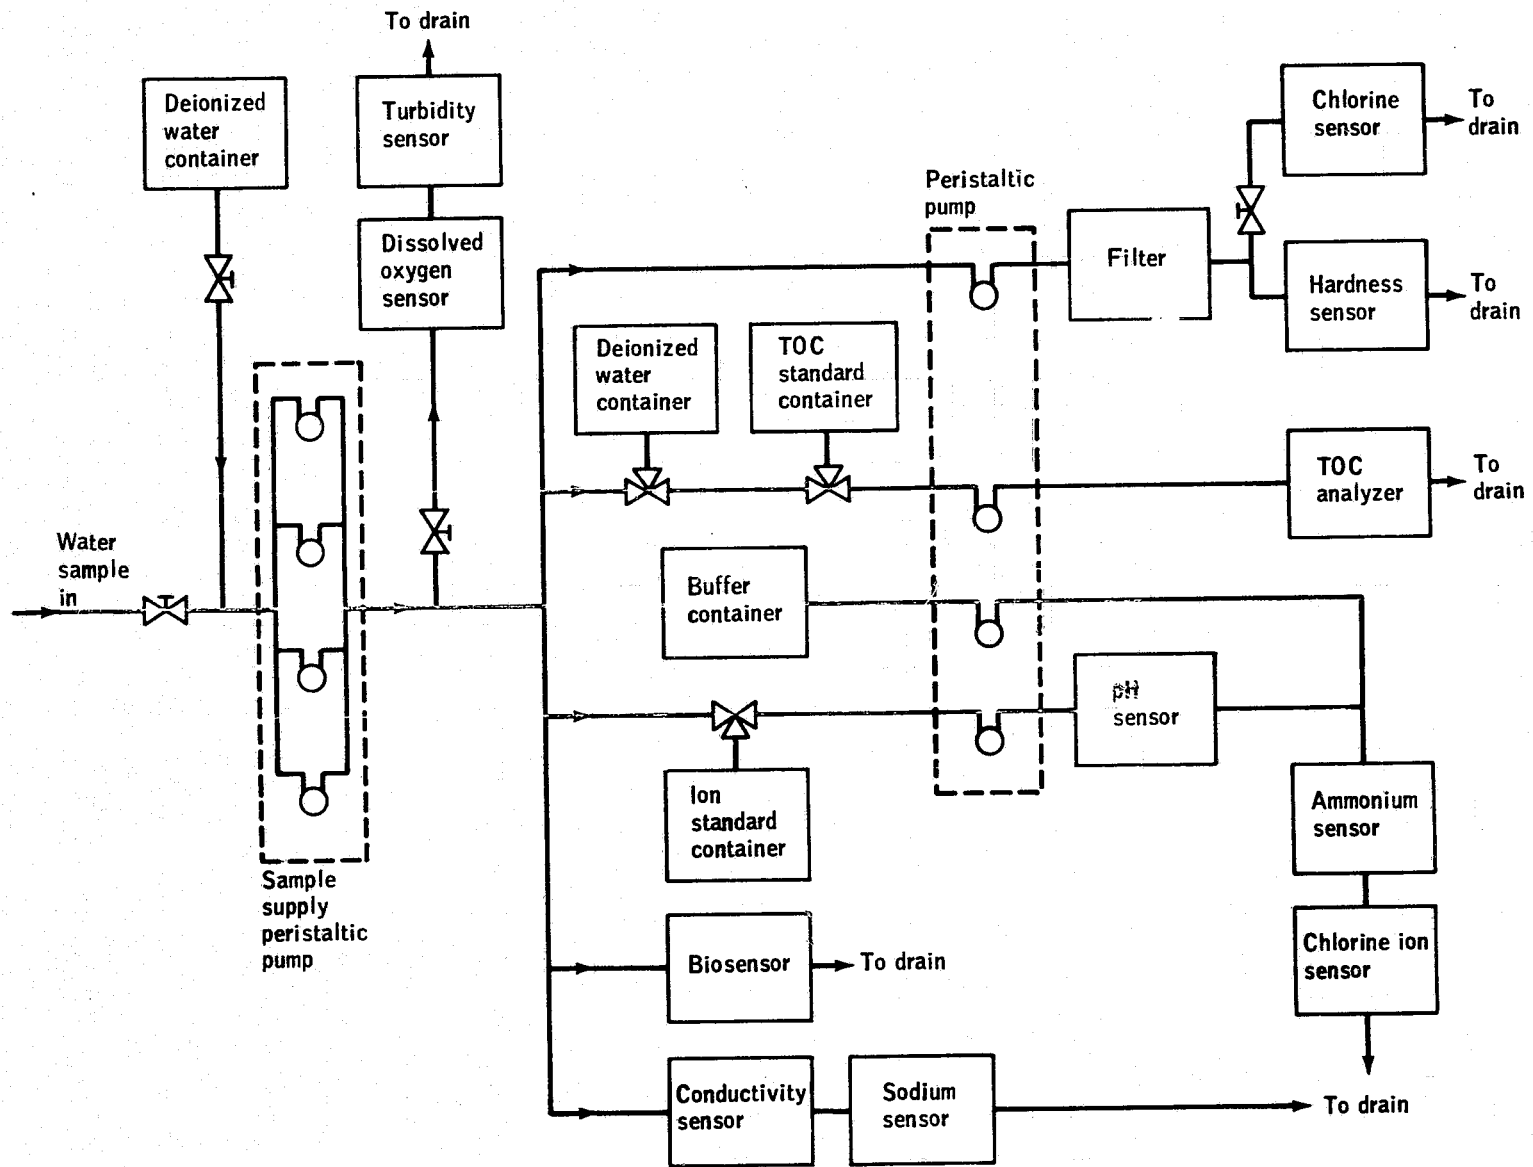 To drain
Deionized
water
container
Turbidity
sensor
Dissolved
oxygen
sensor
Chlorine
sensor
To
drain
Peristaltic
pump
Filter
Hardness
sensor
To
drain
Deionized
water
container
TOC
standard
container
TOC
analyzer
To
drain
Water
sample
in
Buffer
container
pH
sensor
Ion
standard
container
Ammonium
sensor
Sample
supply
peristaltic
pump
Chlorine ion
sensor
Biosensor
To drain
Conductivity
sensor
Sodium
sensor
To drain